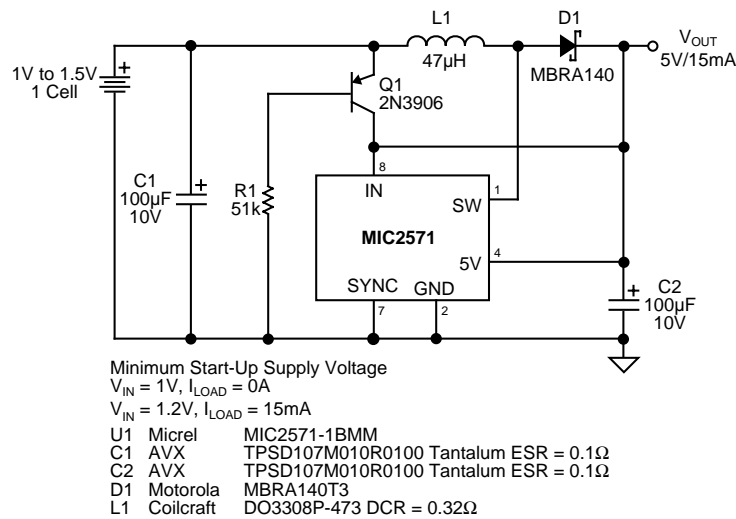 L1
47µH
D1
MBRA140
VOUT
5V/15mA
1V to 1.5V
1 Cell
+
Q1
2N3906
C1
100µF
10V
+
R1
51k
8
IN
1
SW
MIC2571
4
5V
SYNC
7
GND
2
+
C2
100µF
10V
Minimum Start-Up Supply Voltage
VIN = 1V, ILOAD = 0A
VIN = 1.2V, ILOAD = 15mA
U1 Micrel MIC2571-1BMM
C1 AVX TPSD107M010R0100 Tantalum ESR = 0.1Ω
C2 AVX TPSD107M010R0100 Tantalum ESR = 0.1Ω
D1 Motorola MBRA140T3
L1 Coilcraft DO3308P-473 DCR = 0.32Ω